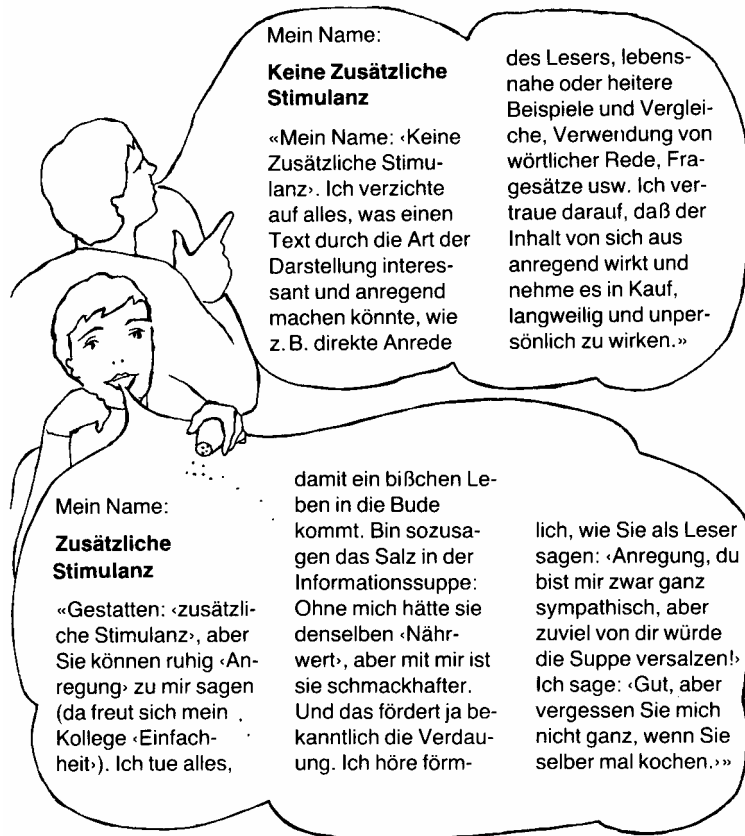 Mein Name:
Keine Zusätzliche
Stimulanz
«Mein Name: ‹Keine
Zusätzliche Stimu-
lanz›. Ich verzichte
auf alles, was einen
Text durch die Art der
Darstellung interes-
sant und anregend
machen könnte, wie
z. B. direkte Anrede
des Lesers, lebens-
nahe oder heitere
Beispiele und Verglei-
che, Verwendung von
wörtlicher Rede, Fra-
gesätze usw. Ich ver-
traue darauf, daß der
Inhalt von sich aus
anregend wirkt und
nehme es in Kauf,
langweilig und unper-
sönlich zu wirken.»
Mein Name:
Zusätzliche
Stimulanz
«Gestatten: ‹zusätzli-
che Stimulanz›, aber
Sie können ruhig ‹An-
regung› zu mir sagen
(da freut sich mein
Kollege ‹Einfach-
heit›). Ich tue alles,
damit ein bißchen Le-
ben in die Bude
kommt. Bin sozusa-
gen das Salz in der
Informationssuppe:
Ohne mich hätte sie
denselben ‹Nähr-
wert›, aber mit mir ist
sie schmackhafter.
Und das fördert ja be-
kanntlich die Verdau-
ung. Ich höre förm-
lich, wie Sie als Leser
sagen: ‹Anregung, du
bist mir zwar ganz
sympathisch, aber
zuviel von dir würde
die Suppe versalzen!›
Ich sage: ‹Gut, aber
vergessen Sie mich
nicht ganz, wenn Sie
selber mal kochen.›»